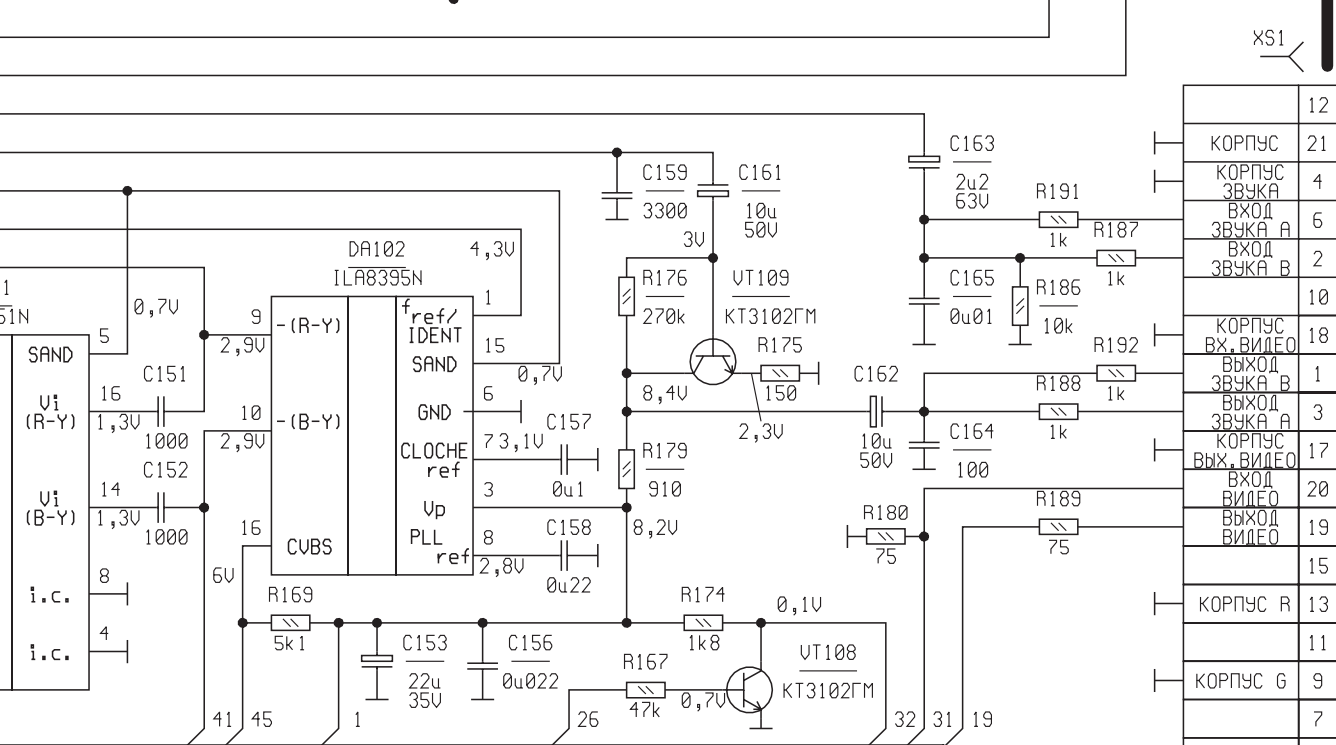 XS1
12
КОРПУС 21
КОРПУС
ЗВУКА 4
ВХОД
ЗВУКА А 6
ВХОД
ЗВУКА В 2
10
КОРПУС
ВХ.ВИДЕО 18
ВЫХОД
ЗВУКА В 1
ВЫХОД
ЗВУКА А 3
КОРПУС
ВЫХ.ВИДЕО 17
ВХОД
ВИДЕО 20
ВЫХОД
ВИДЕО 19
15
КОРПУС R 13
11
КОРПУС G 9
7
C163
2u2
63V
R191
1k
R187
1k
C165
0u01
R186
10k
R192
1k
R188
1k
C162
10u
50V
C164
100
R189
75
R180
75
C159
3300
C161
10u
50V
3V
R176
270k
VT109
КТ3102ГМ
R175
150
8,4V
2,3V
R179
910
8,2V
DA102
ILA8395N
4,3V
9
2,9V
-(R-Y)
10
2,9V
-(B-Y)
16
CVBS
6V
f ref/
IDENT
1
SAND
15
0,7V
GND
6
CLOCHE
ref
7 3,1V
Vp
3
PLL
ref
8
2,8V
C157
0u1
C158
0u22
1
51N
0,7V
SAND
5
Vi
(R-Y)
16
1,3V
C151
1000
Vi
(B-Y)
14
1,3V
C152
1000
i.c.
8
i.c.
4
R169
5k1
C153
22u
35V
C156
0u022
R174
1k8
0,1V
R167
47k
0,7V
VT108
КТ3102ГМ
41
45
1
26
32
31
19